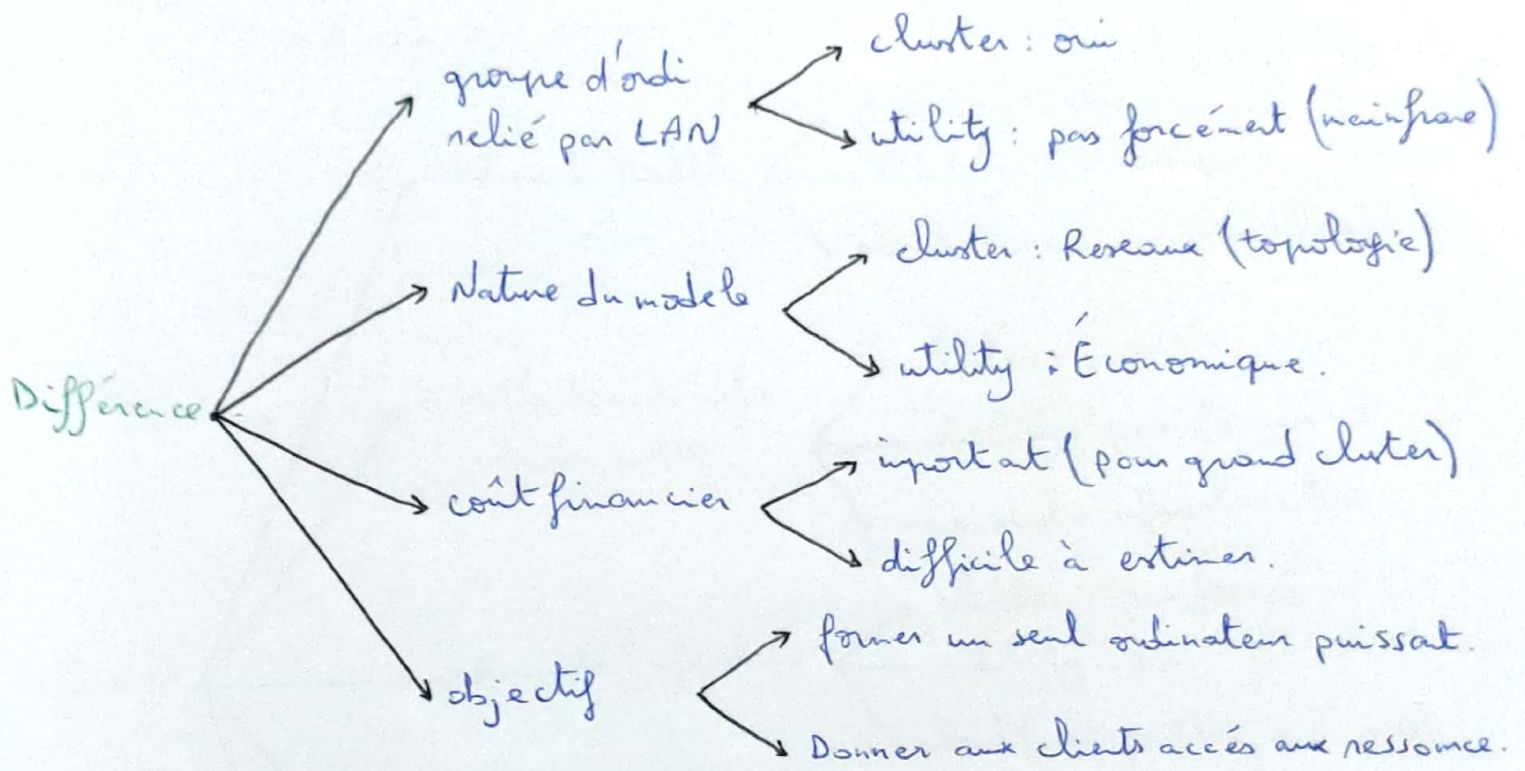 groupe d'ordi
relié par LAN
cluster : oui
utility : pas forcément (mainframe)
Nature du modele
cluster : Reseaux (topologie)
utility : Économique.
Différence
coût financier
important (pour grand cluster)
difficile à estimer.
objectif
former un seul ordinateur puissant.
Donner aux clients accés aux ressource.